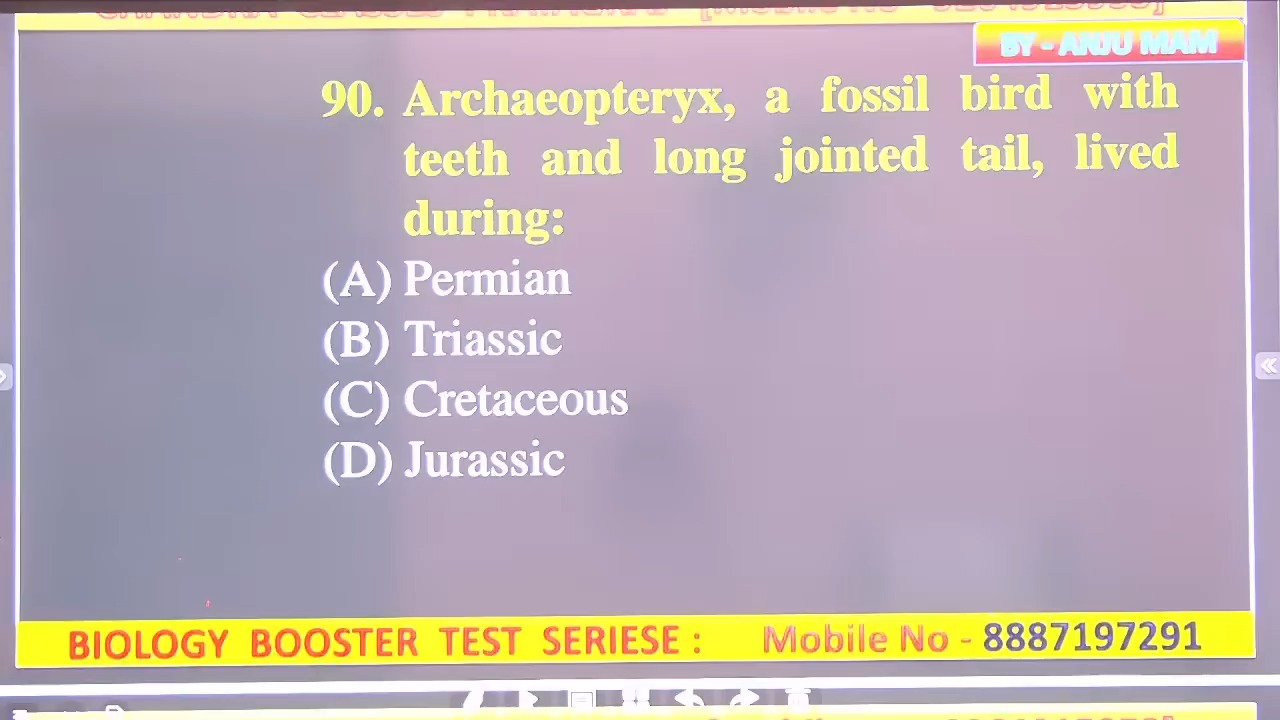 BY - ANJU MAM
90. Archaeopteryx, a fossil bird with
teeth and long jointed tail, lived
during:
(A) Permian
(B) Triassic
(C) Cretaceous
(D) Jurassic
BIOLOGY BOOSTER TEST SERIESE : Mobile No - 8887197291